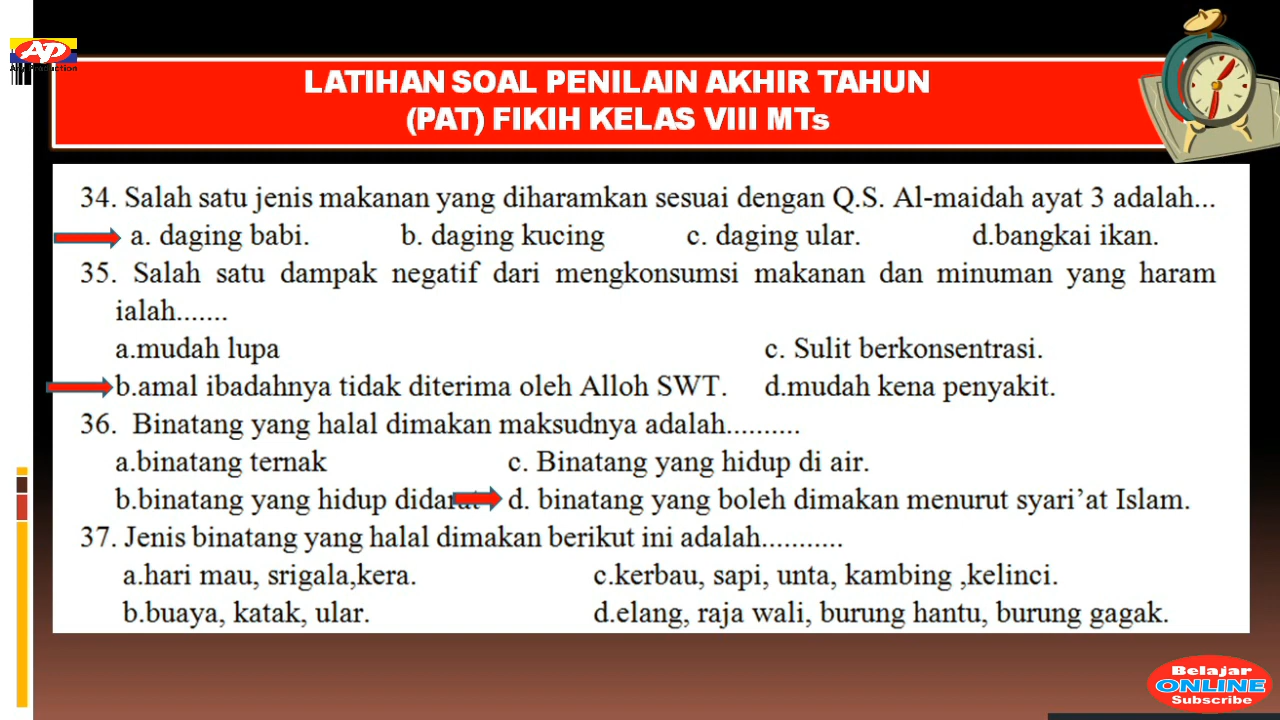 LATIHAN SOAL PENILAIN AKHIR TAHUN
(PAT) FIKIH KELAS VIII MTs
AP
34. Salah satu jenis makanan yang diharamkan sesuai dengan Q.S. Al-maidah ayat 3 adalah...
a. daging babi. b. daging kucing c. daging ular. d.bangkai ikan.
35. Salah satu dampak negatif dari mengkonsumsi makanan dan minuman yang haram
ialah.......
a.mudah lupa c. Sulit berkonsentrasi.
b.amal ibadahnya tidak diterima oleh Alloh SWT. d.mudah kena penyakit.
36. Binatang yang halal dimakan maksudnya adalah..........
a.binatang ternak c. Binatang yang hidup di air.
b.binatang yang hidup didarat d. binatang yang boleh dimakan menurut syari’at Islam.
37. Jenis binatang yang halal dimakan berikut ini adalah...........
a.hari mau, srigala,kera. c.kerbau, sapi, unta, kambing ,kelinci.
b.buaya, katak, ular. d.elang, raja wali, burung hantu, burung gagak.
Belajar
ONLINE
Subscribe